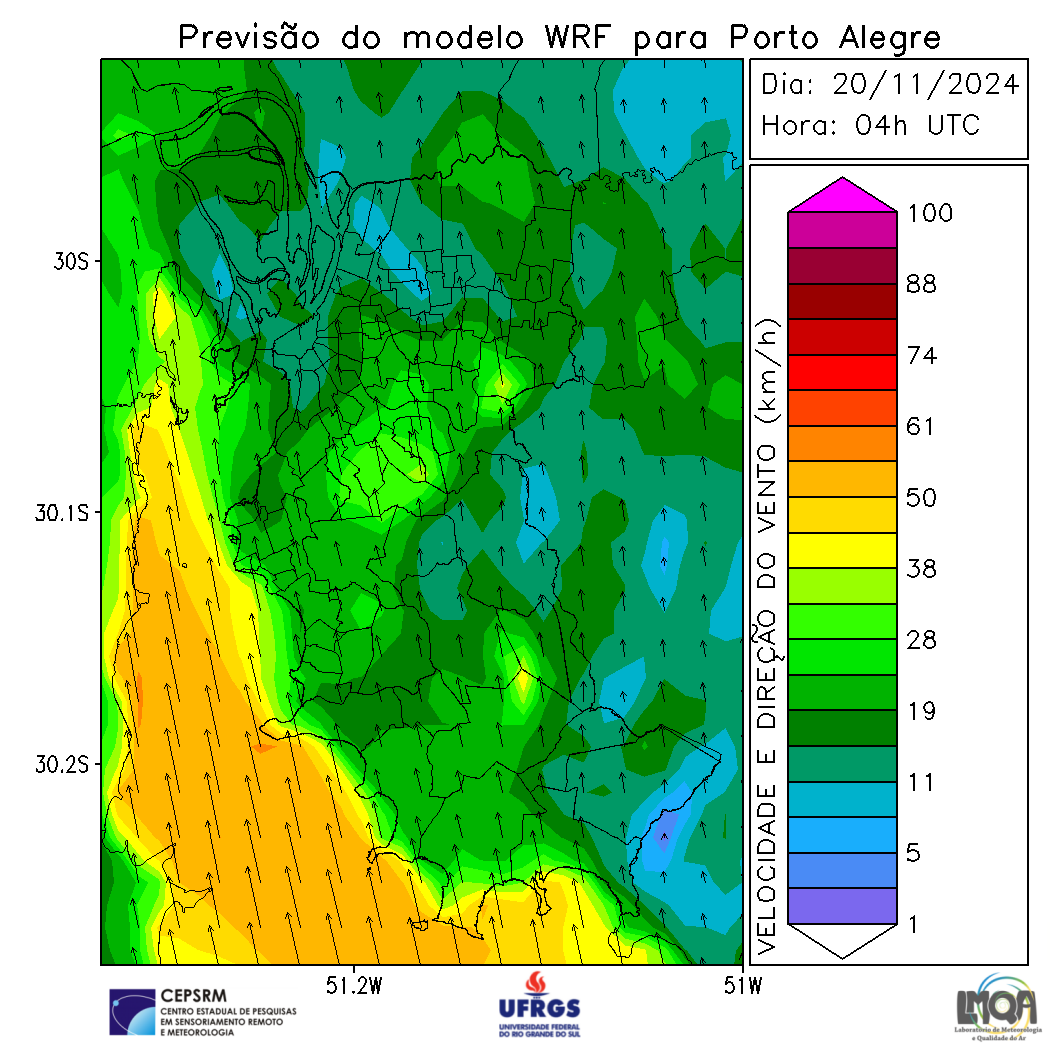 Previsão do modelo WRF para Porto Alegre
Dia: 20/11/2024
Hora: 04h UTC
30S
30.1S
30.2S
51.2W
51W
VELOCIDADE E DIREÇÃO DO VENTO (km/h)
100
88
74
61
50
38
28
19
11
5
1
CEPSRM
CENTRO ESTADUAL DE PESQUISAS
EM SENSORIAMENTO REMOTO
E METEOROLOGIA
UFRGS
UNIVERSIDADE FEDERAL
DO RIO GRANDE DO SUL
LMQA
Laboratório de Meteorologia
e Qualidade do Ar